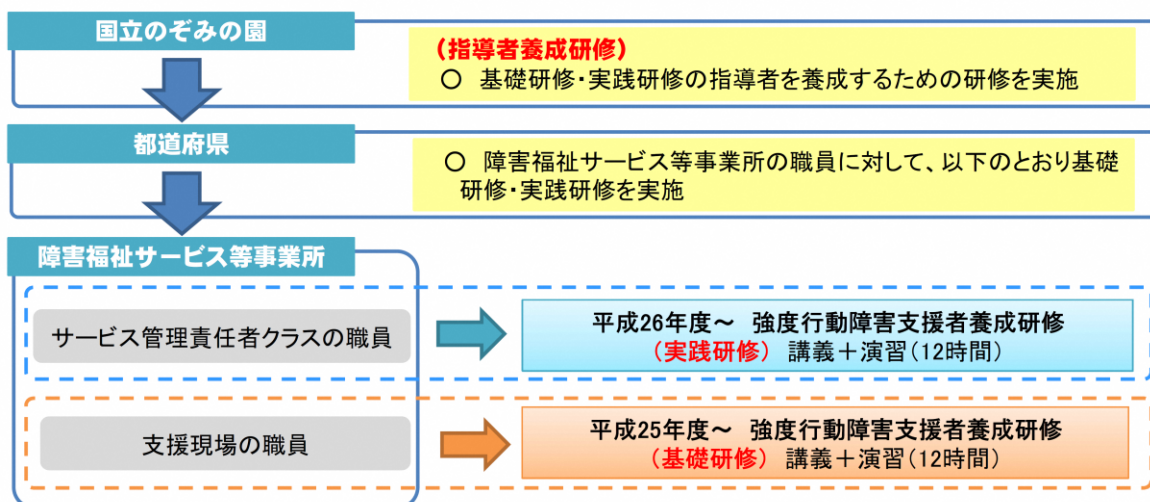 国立のぞみの園
(指導者養成研修)
○ 基礎研修・実践研修の指導者を養成するための研修を実施
都道府県
○ 障害福祉サービス等事業所の職員に対して、以下のとおり基礎
研修・実践研修を実施
障害福祉サービス等事業所
サービス管理責任者クラスの職員
平成26年度~ 強度行動障害支援者養成研修
(実践研修) 講義+演習(12時間)
支援現場の職員
平成25年度~ 強度行動障害支援者養成研修
(基礎研修) 講義+演習(12時間)